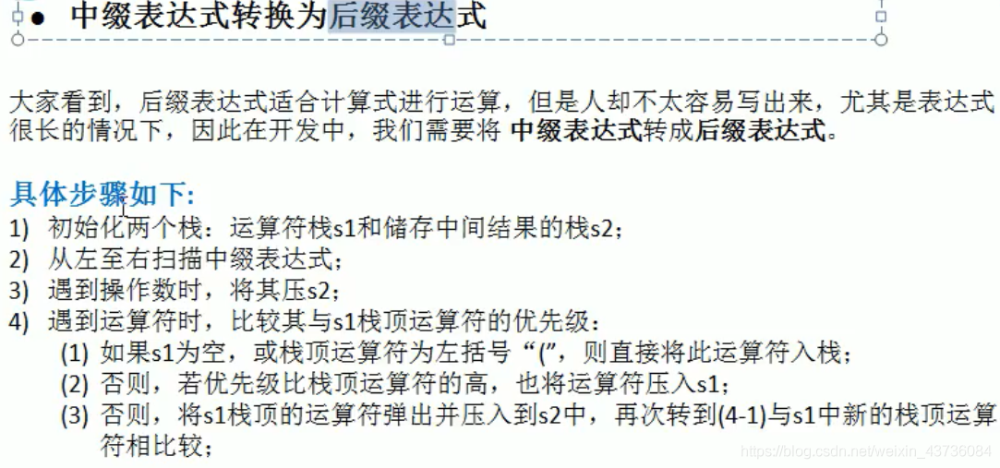 • 中缀表达式转换为后缀表达式
大家看到，后缀表达式适合计算式进行运算，但是人却不太容易写出来，尤其是表达式
很长的情况下，因此在开发中，我们需要将 中缀表达式转成后缀表达式。
具体步骤如下:
1) 初始化两个栈：运算符栈s1和储存中间结果的栈s2；
2) 从左至右扫描中缀表达式；
3) 遇到操作数时，将其压s2；
4) 遇到运算符时，比较其与s1栈顶运算符的优先级：
(1) 如果s1为空，或栈顶运算符为左括号“(”，则直接将此运算符入栈；
(2) 否则，若优先级比栈顶运算符的高，也将运算符压入s1；
(3) 否则，将s1栈顶的运算符弹出并压入到s2中，再次转到(4-1)与s1中新的栈顶运算
符相比较；
https://blog.csdn.net/weixin_43736084